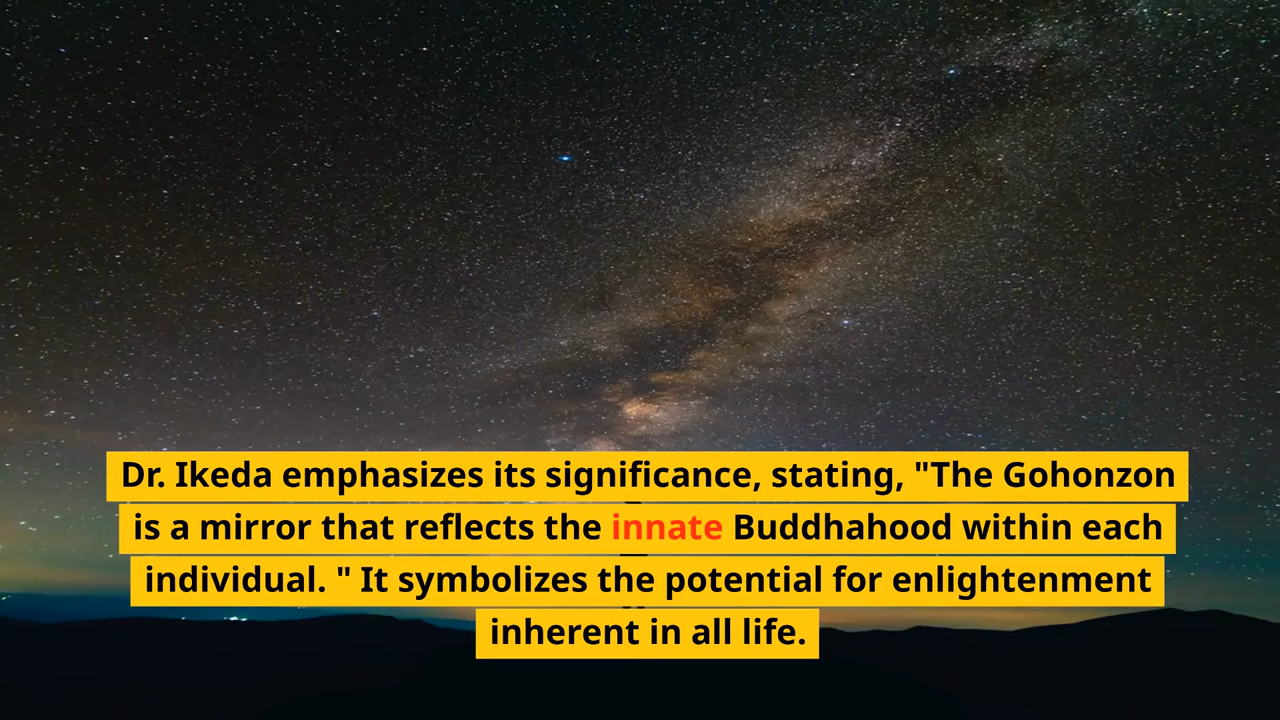 Dr. Ikeda emphasizes its significance, stating, "The Gohonzon
is a mirror that reflects the innate Buddhahood within each
individual. " It symbolizes the potential for enlightenment
inherent in all life.